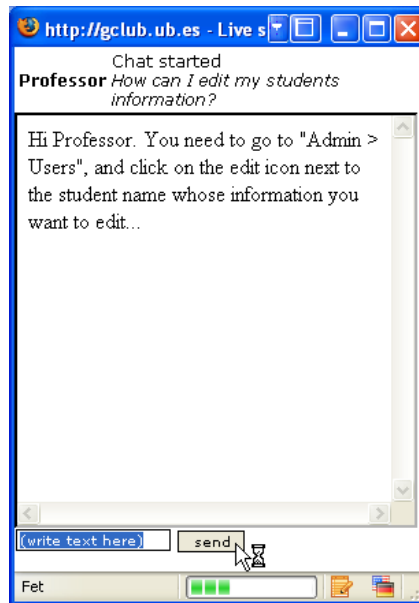 http://gclub.ub.es - Live s
Chat started
Professor How can I edit my students
information?
Hi Professor. You need to go to "Admin >
Users", and click on the edit icon next to
the student name whose information you
want to edit...
(write text here)
send
Fet